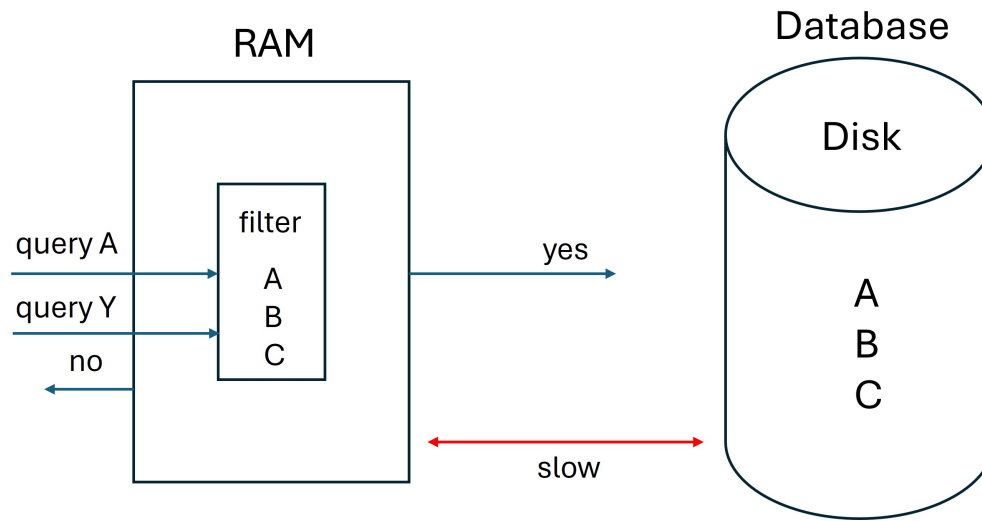 RAM
Database
Disk
filter
query A
A
query Y
B
no
C
yes
A
B
C
slow